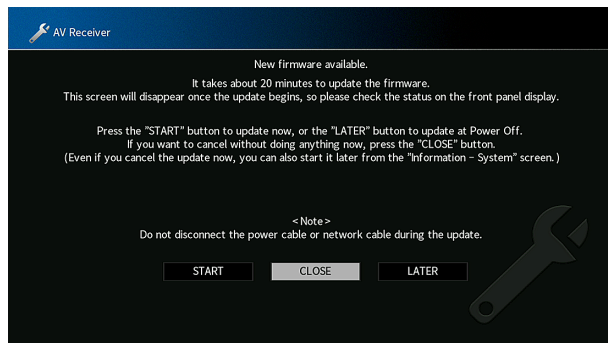 AV Receiver
New firmware available.
It takes about 20 minutes to update the firmware.
This screen will disappear once the update begins, so please check the status on the front panel display.
Press the "START" button to update now, or the "LATER" button to update at Power Off.
If you want to cancel without doing anything now, press the "CLOSE" button.
(Even if you cancel the update now, you can also start it later from the "Information – System" screen.)
<Note>
Do not disconnect the power cable or network cable during the update.
START
CLOSE
LATER